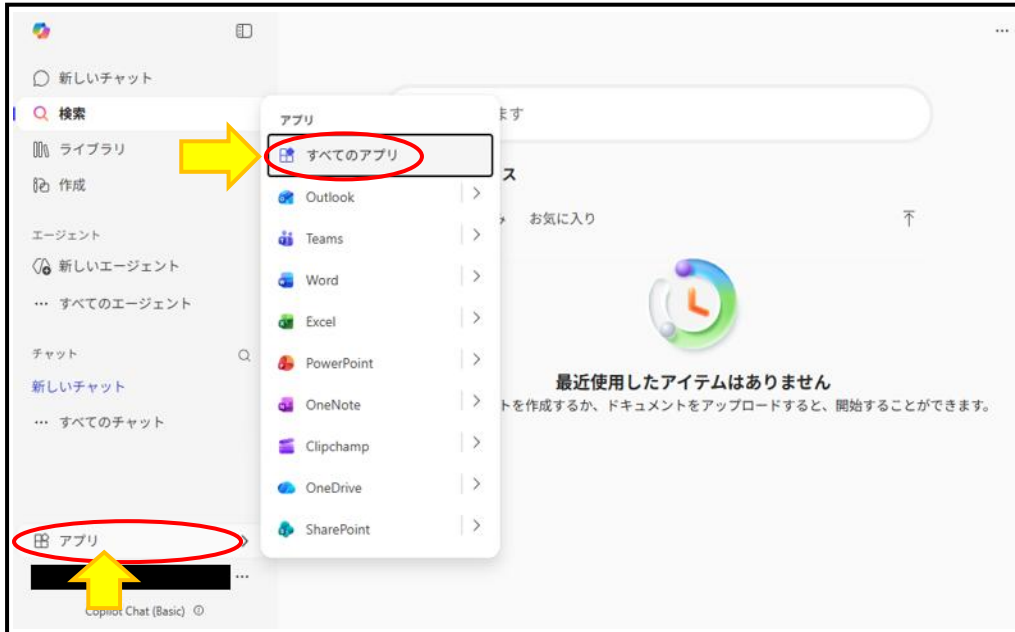 新しいチャット
検索
ライブラリ
作成
エージェント
新しいエージェント
すべてのエージェント
チャット
新しいチャット
すべてのチャット
アプリ
Copilot Chat (Basic)
アプリ
すべてのアプリ
Outlook
Teams
Word
Excel
PowerPoint
OneNote
Clipchamp
OneDrive
SharePoint
ます
ス
お気に入り
最近使用したアイテムはありません
トを作成するか、ドキュメントをアップロードすると、開始することができます。